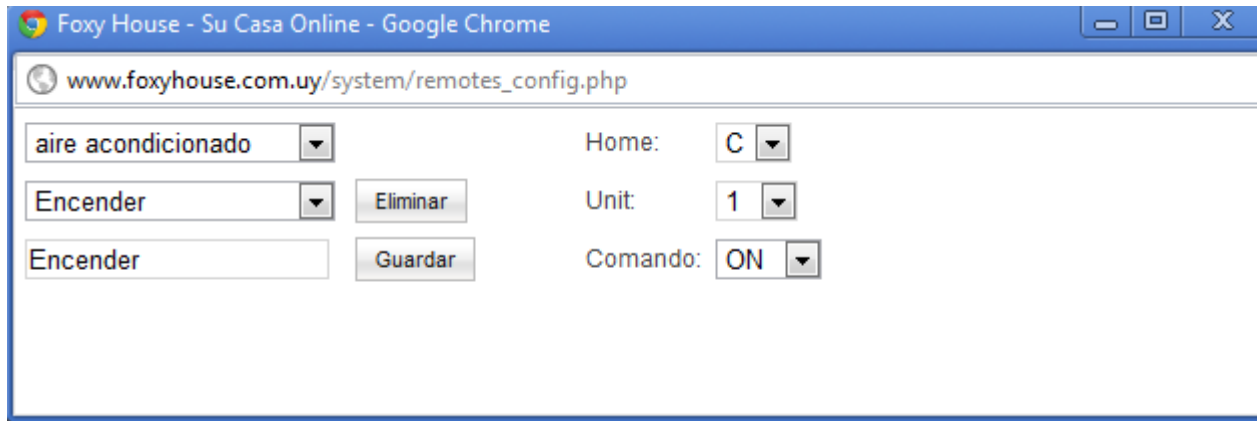 Foxy House - Su Casa Online - Google Chrome
www.foxyhouse.com.uy/system/remotes_config.php
aire acondicionado Home: C
Encender Eliminar Unit: 1
Encender Guardar Comando: ON